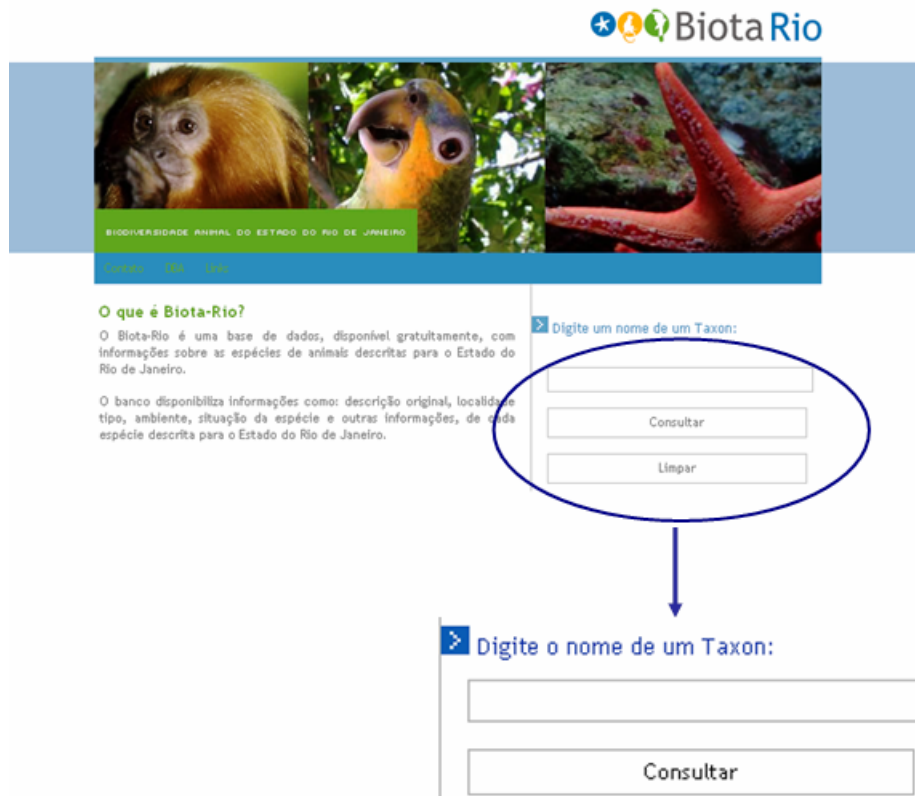 Biota Rio
BIODIVERSIDADE ANIMAL DO ESTADO DO RIO DE JANEIRO
Contato DBA Links
O que é Biota-Rio?
O Biota-Rio é uma base de dados, disponível gratuitamente, com
informações sobre as espécies de animais descritas para o Estado do
Rio de Janeiro.
O banco disponibiliza informações como: descrição original, localidade
tipo, ambiente, situação da espécie e outras informações, de cada
espécie descrita para o Estado do Rio de Janeiro.
Digite um nome de um Taxon:
Consultar
Limpar
Digite o nome de um Taxon:
Consultar